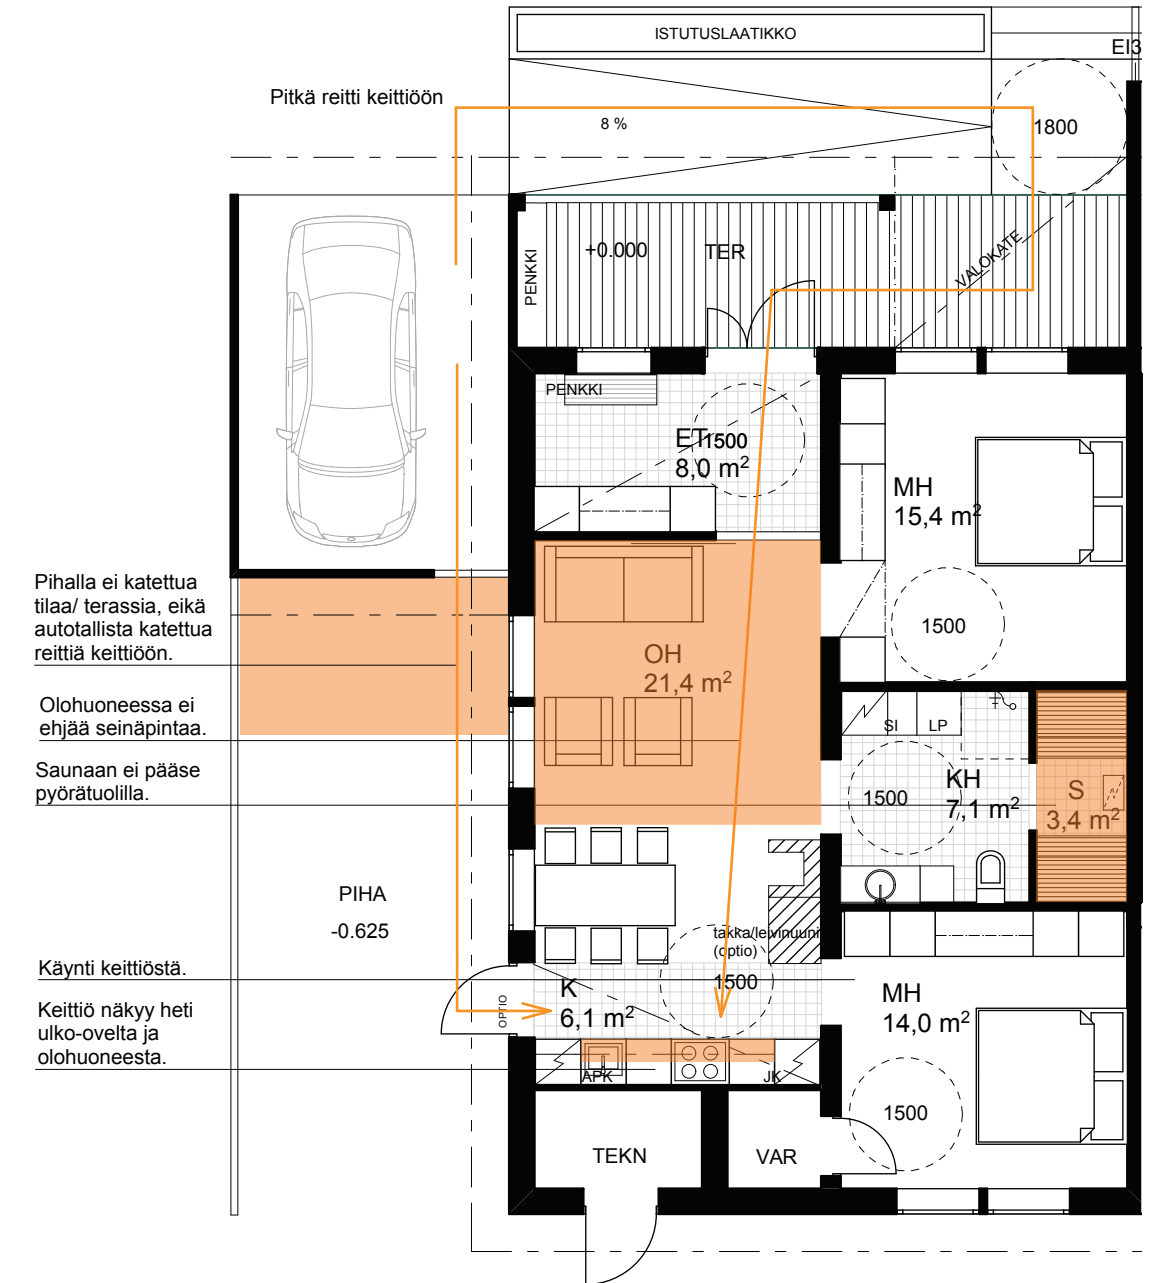 ISTUTUSLAATIKKO
EI3
Pitkä reitti keittiöön
8 %
1800
PENKKI
+0.000
TER
VALOKATE
PENKKI
ET
1500
8,0 m²
MH
15,4 m²
1500
Pihalla ei katettua
tilaa/ terassia, eikä
autotallista katettua
reittiä keittiöön.
OH
21,4 m²
Olohuoneessa ei
ehjää seinäpintaa.
SI
LP
Saunaan ei pääse
pyörätuolilla.
1500
KH
7,1 m²
S
3,4 m²
PIHA
-0.625
takka/leivinuuni
(optio)
1500
Käynti keittiöstä.
K
6,1 m²
OPTIO
MH
14,0 m²
Keittiö näkyy heti
ulko-ovelta ja
olohuoneesta.
APK
JK
1500
TEKN
VAR